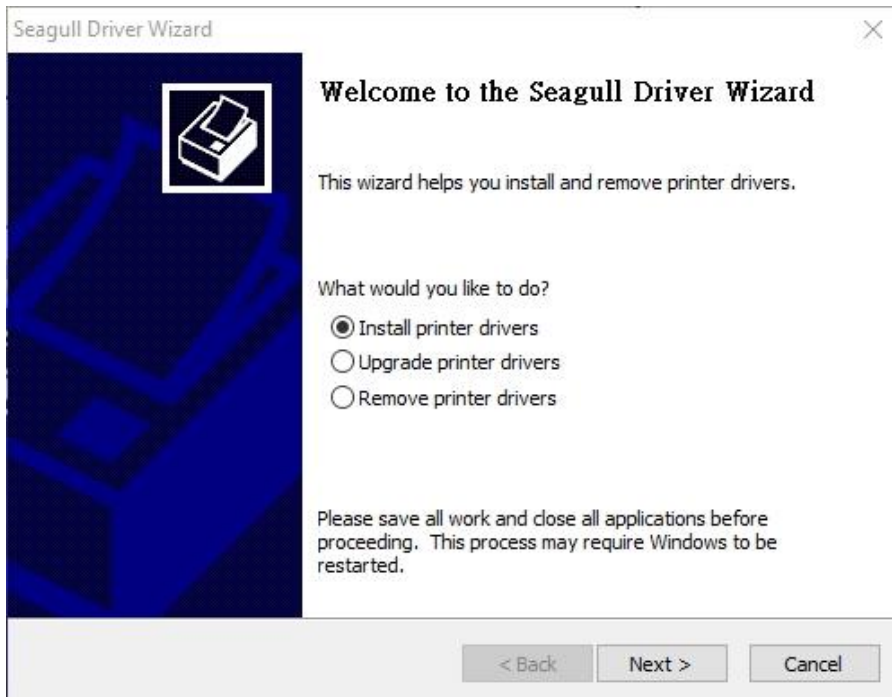 Seagull Driver Wizard
Welcome to the Seagull Driver Wizard
This wizard helps you install and remove printer drivers.
What would you like to do?
Install printer drivers
Upgrade printer drivers
Remove printer drivers
Please save all work and close all applications before
proceeding.  This process may require Windows to be
restarted.
< Back
Next >
Cancel